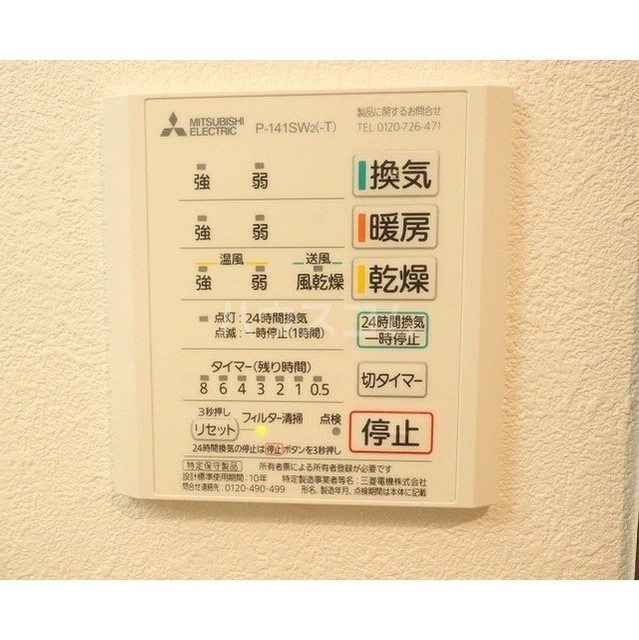 MITSUBISHI
ELECTRIC
P-141SW2(-T)
製品に関するお問合せ
TEL:0120-726-471
強 弱 換気
強 弱 暖房
温風 送風
強 弱 風乾燥 乾燥
点灯:24時間換気
点滅:一時停止(1時間)
24時間換気
一時停止
タイマー(残り時間)
8 6 4 3 2 1 0.5
切タイマー
3秒押し
リセット フィルター清掃 点検
停止
24時間換気の停止は停止ボタンを3秒押し
特定保守製品 所有者票による所有者登録が必要です
設計標準使用期間:10年 特定製造事業者等名:三菱電機株式会社
問合せ連絡先:0120-490-499 形名、製造年月、点検期間は本体に記載